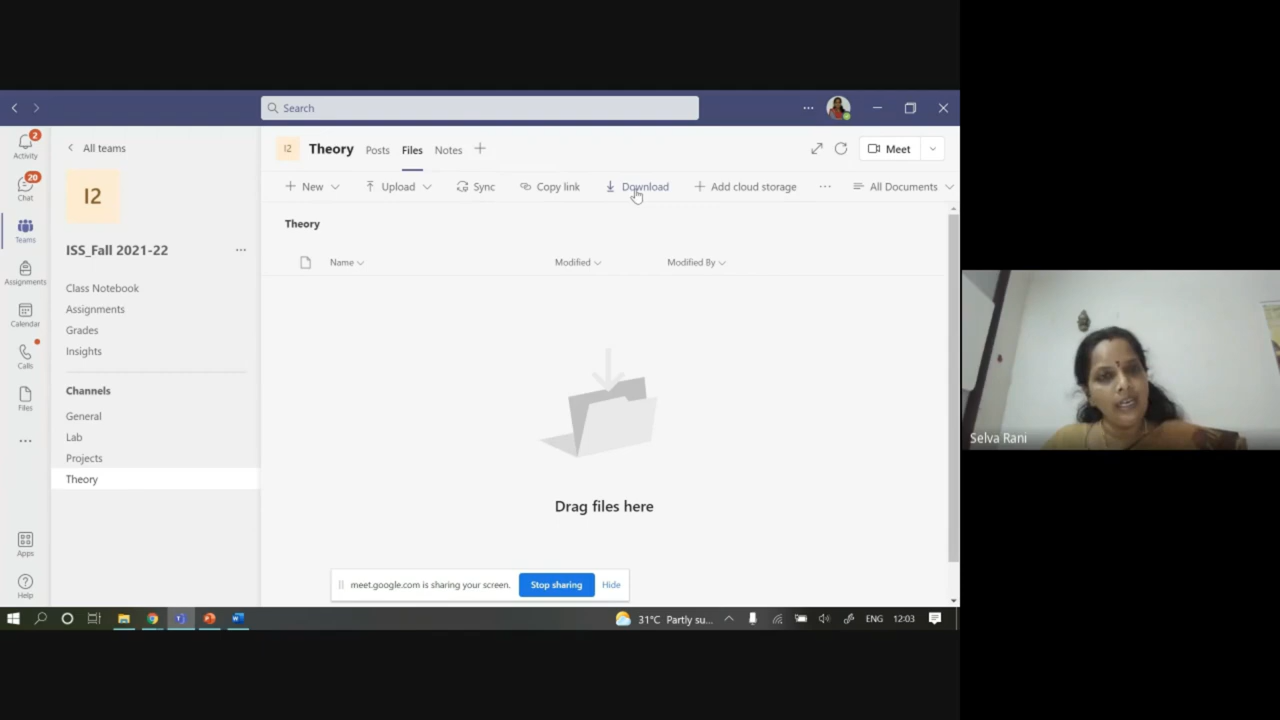 Search
2
Activity
20
Chat
Teams
Assignments
Calendar
Calls
Files
Apps
Help
All teams
I2
ISS_Fall 2021-22
Class Notebook
Assignments
Grades
Insights
Channels
General
Lab
Projects
Theory
I2 Theory Posts Files Notes
Meet
New Upload Sync Copy link Download Add cloud storage All Documents
Theory
Name Modified Modified By
Drag files here
meet.google.com is sharing your screen. Stop sharing Hide
31°C Partly su... ENG 12:03
Selva Rani